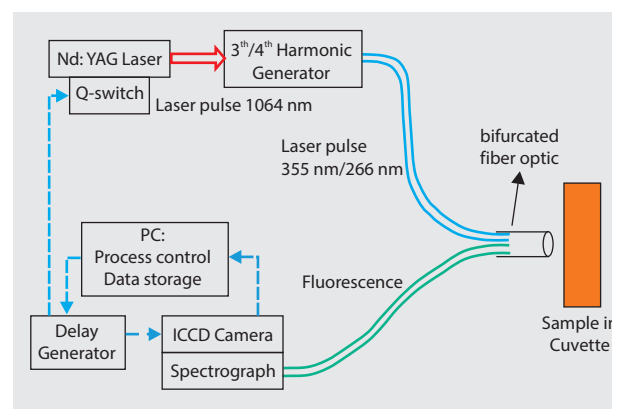 Nd: YAG Laser
Q-switch
3th/4th Harmonic
Generator
Laser pulse 1064 nm
Laser pulse
355 nm/266 nm
bifurcated
fiber optic
PC:
Process control
Data storage
Fluorescence
Delay
Generator
ICCD Camera
Spectrograph
Sample in
Cuvette